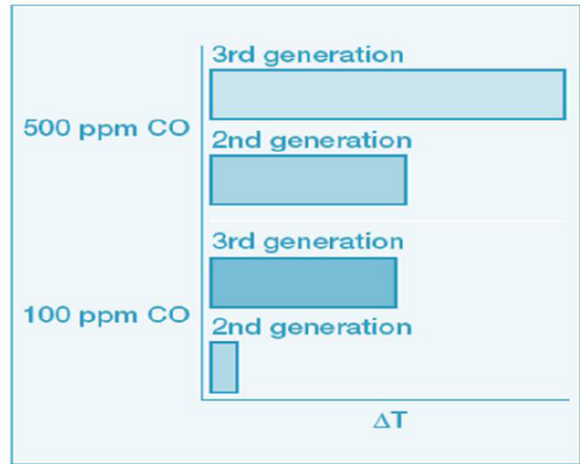 3rd generation
500 ppm CO
2nd generation
3rd generation
100 ppm CO
2nd generation
ΔT